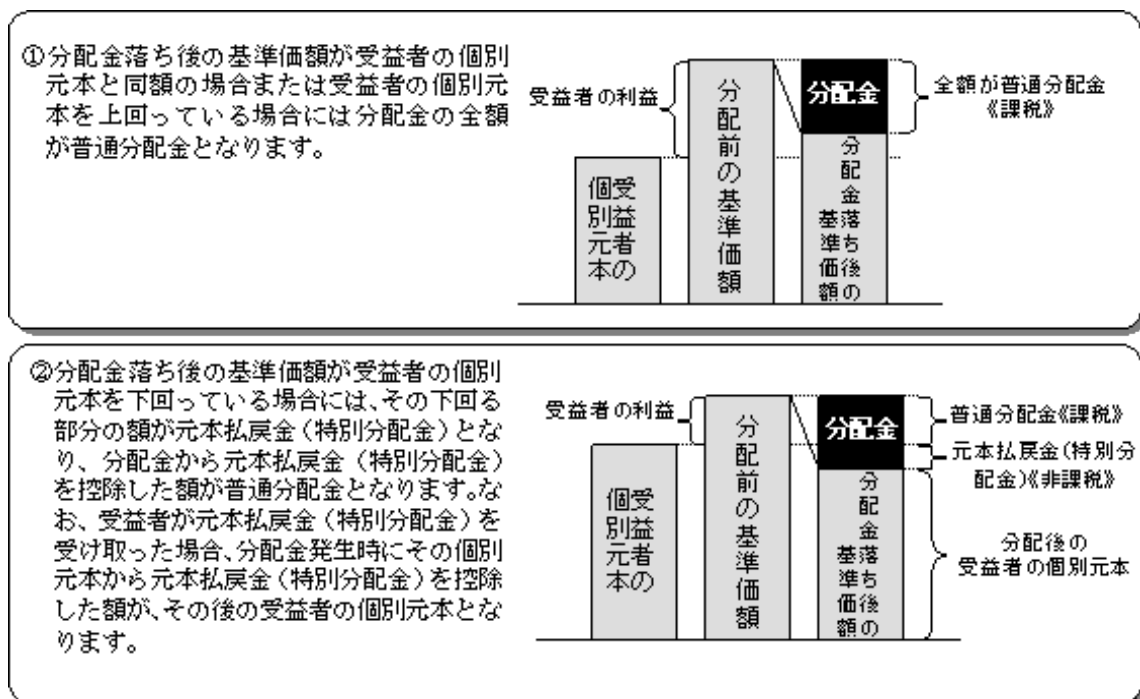 ①分配金落ち後の基準価額が受益者の個別
元本と同額の場合または受益者の個別元
本を上回っている場合には分配金の全額
が普通分配金となります。
受益者の利益
受益者の
個別元本
分配前の基準価額
分配金
分配金落ち後の
基準価額
全額が普通分配金
《課税》
②分配金落ち後の基準価額が受益者の個別
元本を下回っている場合には、その下回る
部分の額が元本払戻金(特別分配金)とな
り、分配金から元本払戻金(特別分配金)
を控除した額が普通分配金となります。な
お、受益者が元本払戻金(特別分配金)を
受け取った場合、分配金発生時にその個別
元本から元本払戻金(特別分配金)を控除
した額が、その後の受益者の個別元本とな
ります。
受益者の利益
受益者の
個別元本
分配前の基準価額
分配金
分配金落ち後の
基準価額
普通分配金《課税》
元本払戻金(特別分
配金)《非課税》
分配後の
受益者の個別元本